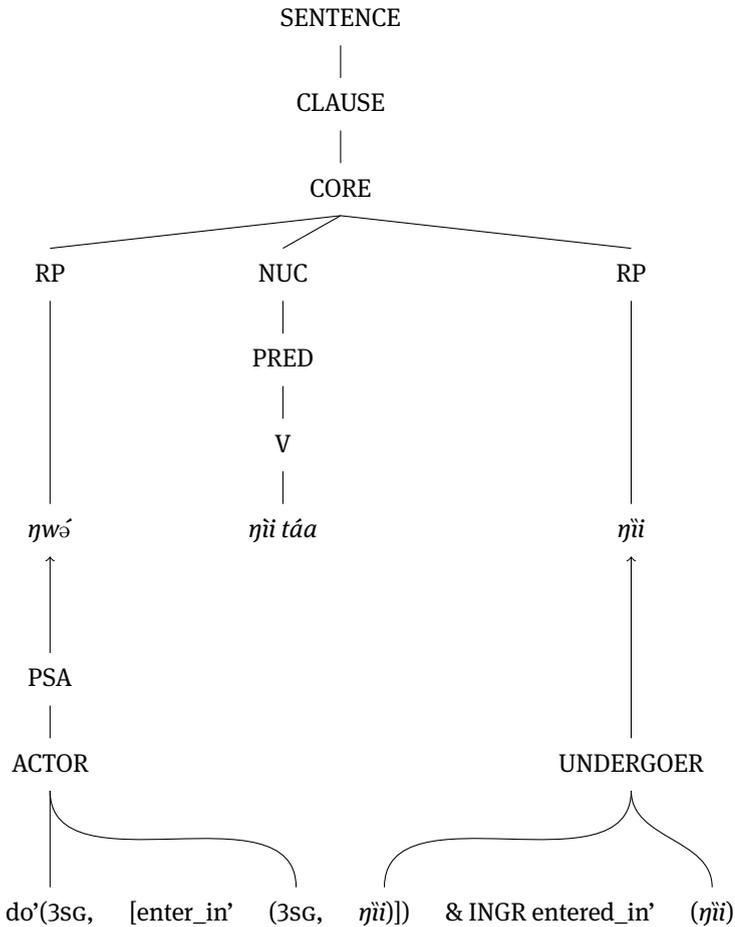 SENTENCE
CLAUSE
CORE
RP NUC RP
PRED
V
ŋwə́ ŋìi táa ŋȉi
PSA
ACTOR UNDERGOER
do’(3SG, [enter_in’ (3SG, ŋȉi)]) & INGR entered_in’ (ŋȉi)